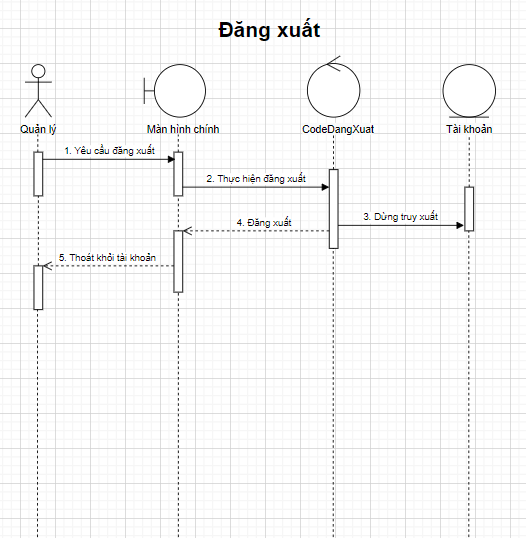 Đăng xuất
Quản lý
Màn hình chính
CodeDangXuat
Tài khoản
1. Yêu cầu đăng xuất
2. Thực hiện đăng xuất
3. Dừng truy xuất
4. Đăng xuất
5. Thoát khỏi tài khoản